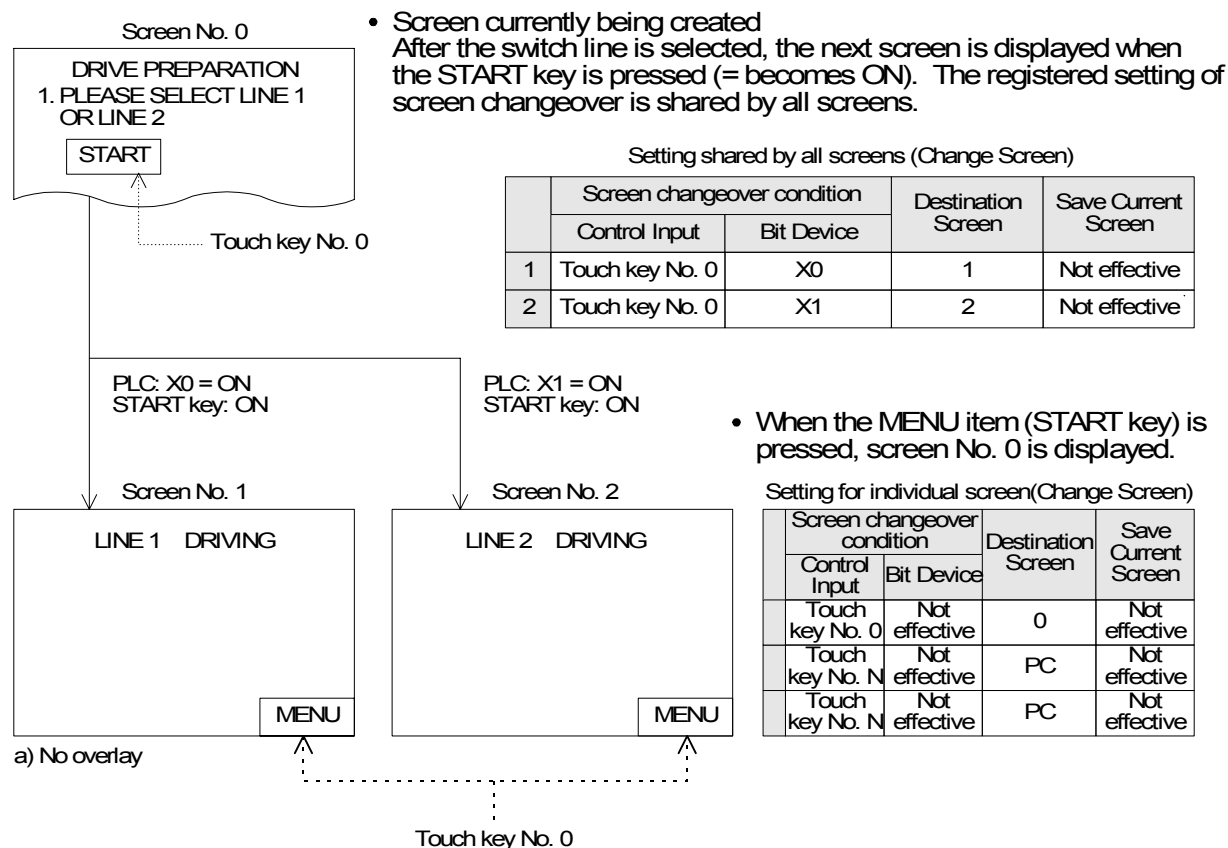 Screen No. 0
DRIVE PREPARATION
1. PLEASE SELECT LINE 1
OR LINE 2
START
Touch key No. 0
• Screen currently being created
After the switch line is selected, the next screen is displayed when
the START key is pressed (= becomes ON). The registered setting of
screen changeover is shared by all screens.
Setting shared by all screens (Change Screen)
Screen changeover condition Destination Screen Save Current Screen
Control Input Bit Device
1 Touch key No. 0 X0 1 Not effective
2 Touch key No. 0 X1 2 Not effective
PLC: X0 = ON
START key: ON
PLC: X1 = ON
START key: ON
• When the MENU item (START key) is
pressed, screen No. 0 is displayed.
Screen No. 1
LINE 1 DRIVING
MENU
Screen No. 2
LINE 2 DRIVING
MENU
Setting for individual screen(Change Screen)
Screen changeover condition Destination Screen Save Current Screen
Control Input Bit Device
Touch key No. 0 Not effective 0 Not effective
Touch key No. N Not effective PC Not effective
Touch key No. N Not effective PC Not effective
a) No overlay
Touch key No. 0